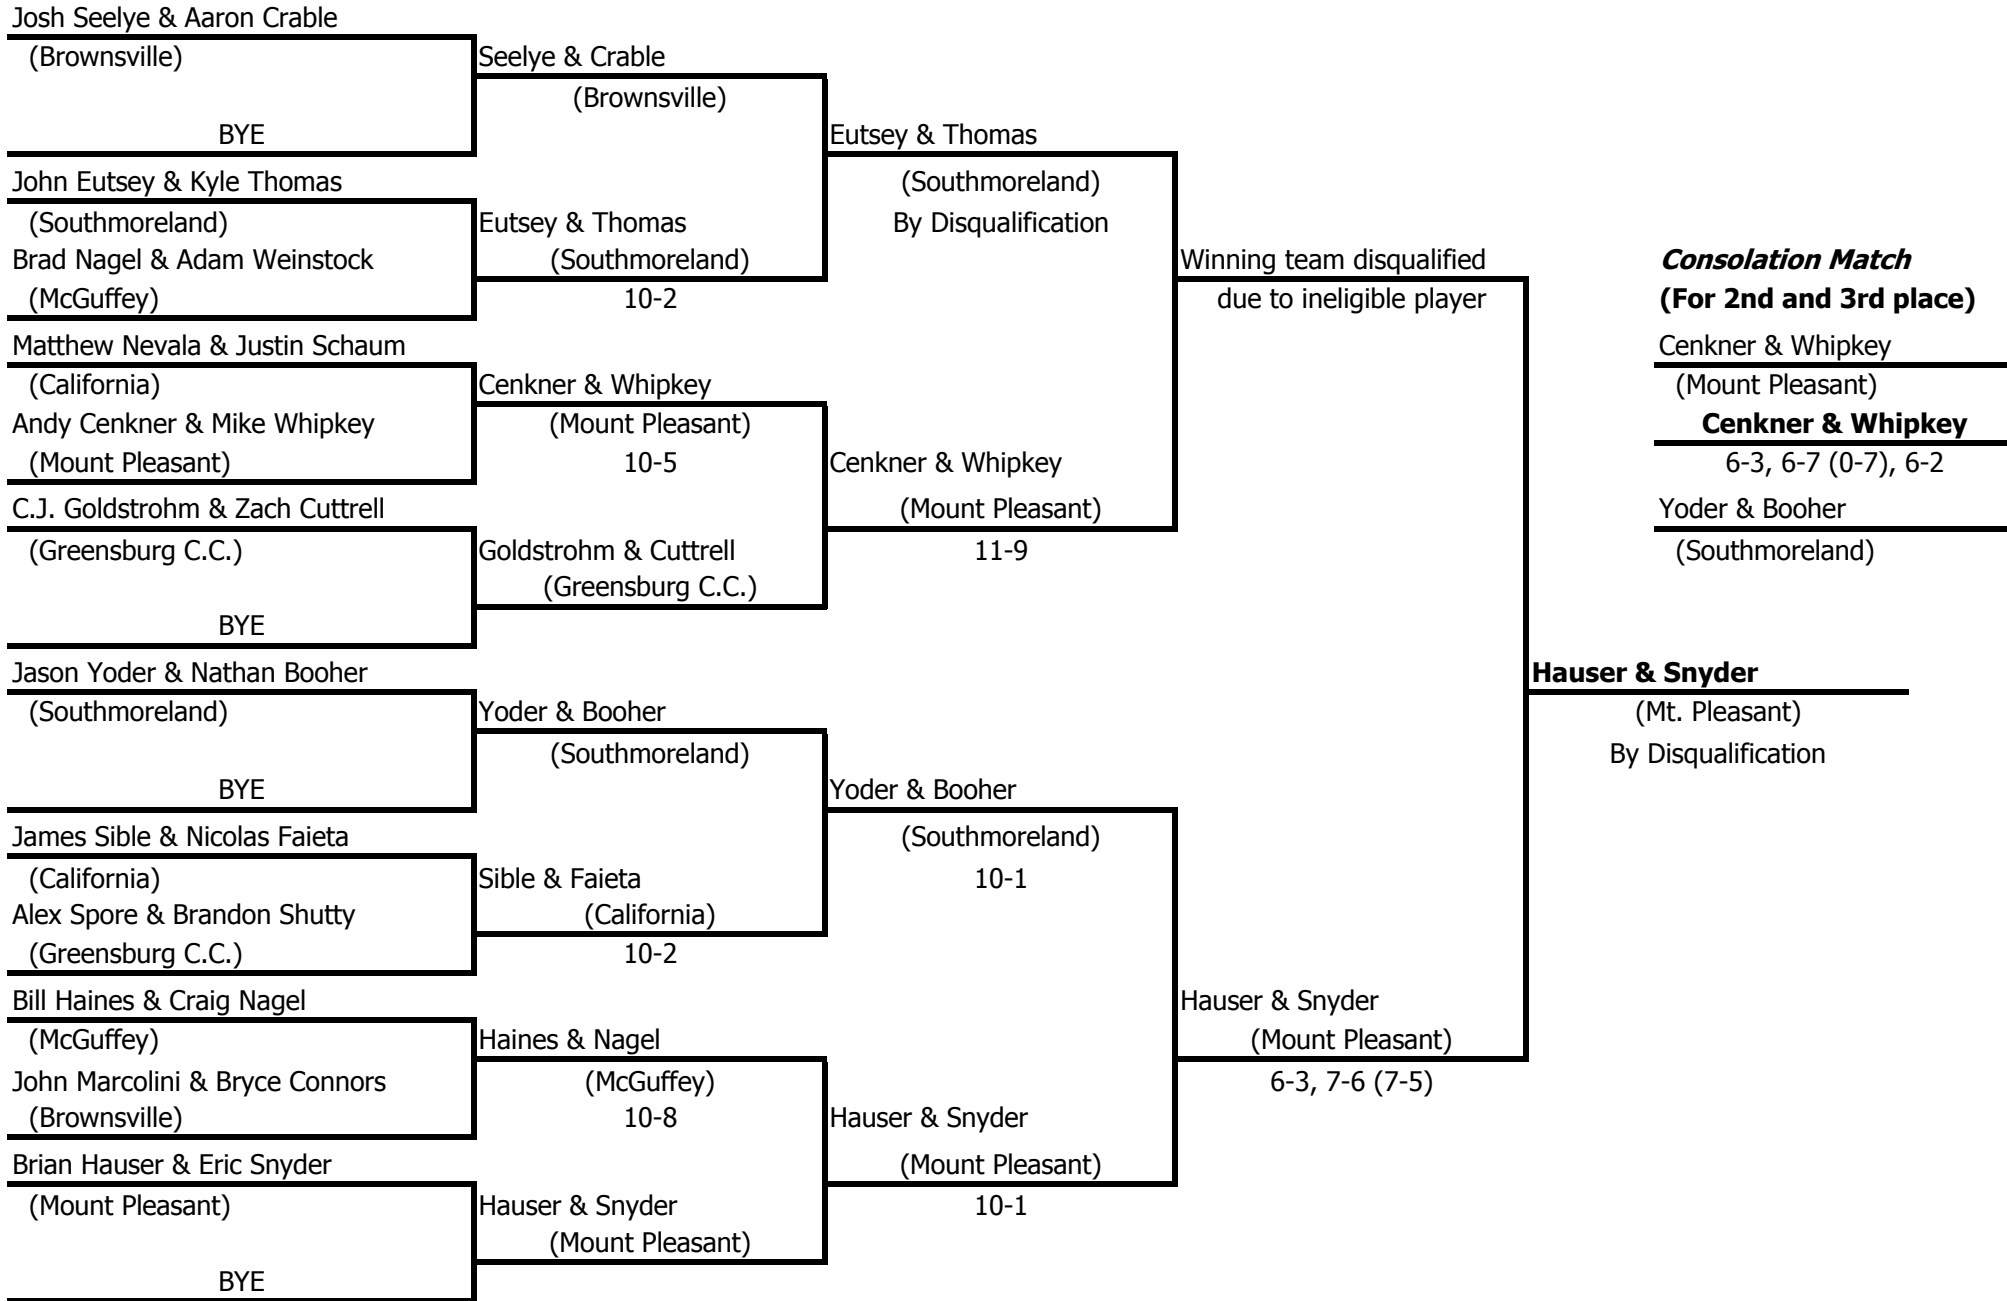 Josh Seelye & Aaron Crable
(Brownsville)
BYE
John Eutsey & Kyle Thomas
(Southmoreland)
Brad Nagel & Adam Weinstock
(McGuffey)
Matthew Nevala & Justin Schaum
(California)
Andy Cenkner & Mike Whipkey
(Mount Pleasant)
C.J. Goldstrohm & Zach Cuttrell
(Greensburg C.C.)
BYE
Jason Yoder & Nathan Booher
(Southmoreland)
BYE
James Sible & Nicolas Faieta
(California)
Alex Spore & Brandon Shutty
(Greensburg C.C.)
Bill Haines & Craig Nagel
(McGuffey)
John Marcolini & Bryce Connors
(Brownsville)
Brian Hauser & Eric Snyder
(Mount Pleasant)
BYE
Seelye & Crable
(Brownsville)
Eutsey & Thomas
(Southmoreland)
10-2
Cenkner & Whipkey
(Mount Pleasant)
10-5
Goldstrohm & Cuttrell
(Greensburg C.C.)
Yoder & Booher
(Southmoreland)
Sible & Faieta
(California)
10-2
Haines & Nagel
(McGuffey)
10-8
Hauser & Snyder
(Mount Pleasant)
Eutsey & Thomas
(Southmoreland)
By Disqualification
Cenkner & Whipkey
(Mount Pleasant)
11-9
Yoder & Booher
(Southmoreland)
10-1
Hauser & Snyder
(Mount Pleasant)
10-1
Winning team disqualified
due to ineligible player
Hauser & Snyder
(Mount Pleasant)
6-3, 7-6 (7-5)
Hauser & Snyder
(Mt. Pleasant)
By Disqualification
Consolation Match
(For 2nd and 3rd place)
Cenkner & Whipkey
(Mount Pleasant)
Cenkner & Whipkey
6-3, 6-7 (0-7), 6-2
Yoder & Booher
(Southmoreland)